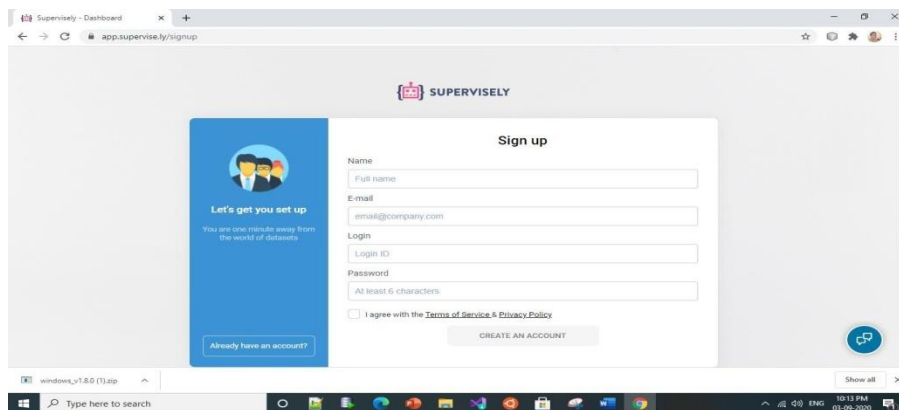 Supervisely - Dashboard
app.supervise.ly/signup
SUPERVISELY
Let's get you set up
You are one minute away from
the world of datasets
Already have an account?
Sign up
Name
Full name
E-mail
email@company.com
Login
Login ID
Password
At least 6 characters
I agree with the Terms of Service & Privacy Policy
CREATE AN ACCOUNT
windows_v1.8.0 (1).zip
Show all
Type here to search
ENG
10:13 PM
03-09-2020